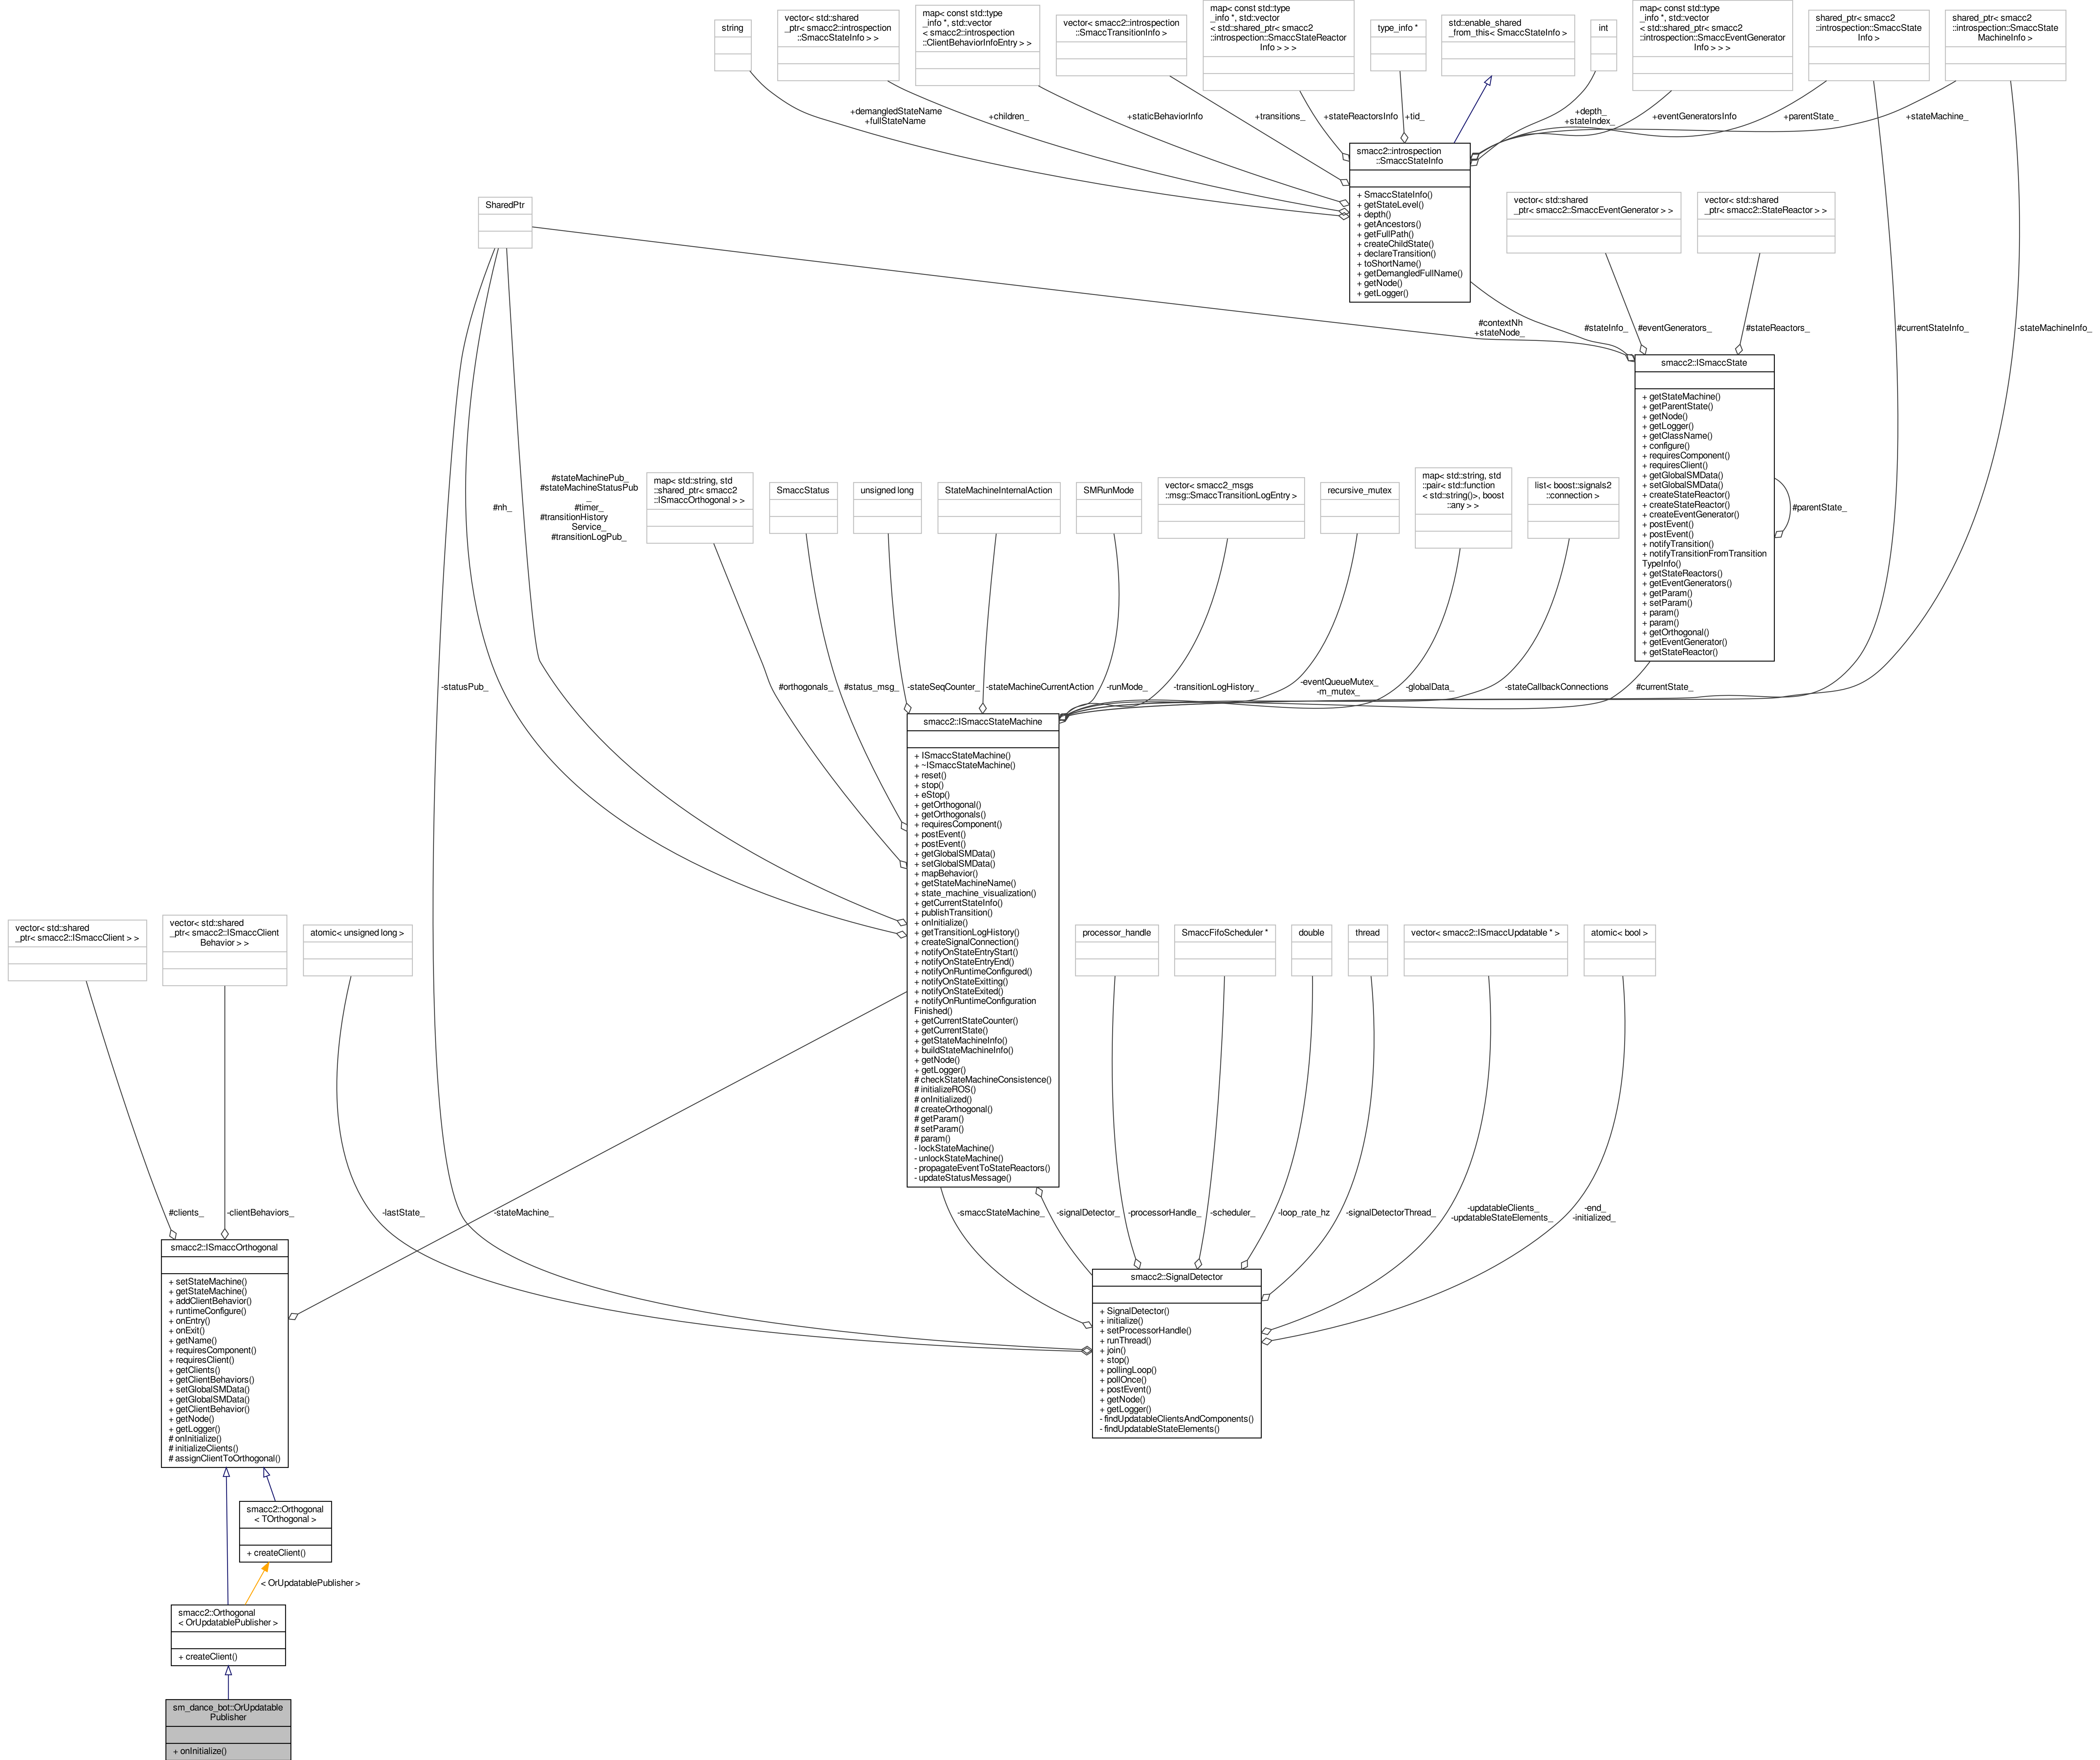 string
vector< std::shared
_ptr< smacc2::introspection
::SmaccStateInfo > >
map< const std::type
_info *, std::vector
< smacc2::introspection
::ClientBehaviorInfoEntry > >
vector< smacc2::introspection
::SmaccTransitionInfo >
map< const std::type
_info *, std::vector
< std::shared_ptr< smacc2
::introspection::SmaccStateReactor
Info > > >
type_info *
std::enable_shared
_from_this< SmaccStateInfo >
int
map< const std::type
_info *, std::vector
< std::shared_ptr< smacc2
::introspection::SmaccEventGenerator
Info > > >
shared_ptr< smacc2
::introspection::SmaccState
Info >
shared_ptr< smacc2
::introspection::SmaccState
MachineInfo >
+demangledStateName
+fullStateName
+children_
+staticBehaviorInfo
+transitions_
+stateReactorsInfo
+tid_
+depth_
+stateIndex_
+eventGeneratorsInfo
+parentState_
+stateMachine_
smacc2::introspection
::SmaccStateInfo
+ SmaccStateInfo()
+ getStateLevel()
+ depth()
+ getAncestors()
+ getFullPath()
+ createChildState()
+ declareTransition()
+ toShortName()
+ getDemangledFullName()
+ getNode()
+ getLogger()
SharedPtr
vector< std::shared
_ptr< smacc2::SmaccEventGenerator > >
vector< std::shared
_ptr< smacc2::StateReactor > >
#contextNh
+stateNode_
#stateInfo_
#eventGenerators_
#stateReactors_
#currentStateInfo_
-stateMachineInfo_
smacc2::ISmaccState
+ getStateMachine()
+ getParentState()
+ getNode()
+ getLogger()
+ getClassName()
+ configure()
+ requiresComponent()
+ requiresClient()
+ getGlobalSMData()
+ setGlobalSMData()
+ createStateReactor()
+ createStateReactor()
+ createEventGenerator()
+ postEvent()
+ postEvent()
+ notifyTransition()
+ notifyTransitionFromTransition
TypeInfo()
+ getStateReactors()
+ getEventGenerators()
+ getParam()
+ setParam()
+ param()
+ param()
+ getOrthogonal()
+ getEventGenerator()
+ getStateReactor()
#parentState_
#nh_
#stateMachinePub_
#stateMachineStatusPub
_
#timer_
#transitionHistory
Service_
#transitionLogPub_
map< std::string, std
::shared_ptr< smacc2
::ISmaccOrthogonal > >
SmaccStatus
unsigned long
StateMachineInternalAction
SMRunMode
vector< smacc2_msgs
::msg::SmaccTransitionLogEntry >
recursive_mutex
map< std::string, std
::pair< std::function
< std::string()>, boost
::any > >
list< boost::signals2
::connection >
-statusPub_
#orthogonals_
#status_msg_
-stateSeqCounter_
-stateMachineCurrentAction
-runMode_
-transitionLogHistory_
-eventQueueMutex_
-m_mutex_
-globalData_
-stateCallbackConnections
#currentState_
smacc2::ISmaccStateMachine
+ ISmaccStateMachine()
+ ~ISmaccStateMachine()
+ reset()
+ stop()
+ eStop()
+ getOrthogonal()
+ getOrthogonals()
+ requiresComponent()
+ postEvent()
+ postEvent()
+ getGlobalSMData()
+ setGlobalSMData()
+ mapBehavior()
+ getStateMachineName()
+ state_machine_visualization()
+ getCurrentStateInfo()
+ publishTransition()
+ onInitialize()
+ getTransitionLogHistory()
+ createSignalConnection()
+ notifyOnStateEntryStart()
+ notifyOnStateEntryEnd()
+ notifyOnRuntimeConfigured()
+ notifyOnStateExitting()
+ notifyOnStateExited()
+ notifyOnRuntimeConfiguration
Finished()
+ getCurrentStateCounter()
+ getCurrentState()
+ getStateMachineInfo()
+ buildStateMachineInfo()
+ getNode()
+ getLogger()
# checkStateMachineConsistence()
# initializeROS()
# onInitialized()
# createOrthogonal()
# getParam()
# setParam()
# param()
- lockStateMachine()
- unlockStateMachine()
- propagateEventToStateReactors()
- updateStatusMessage()
vector< std::shared
_ptr< smacc2::ISmaccClient > >
vector< std::shared
_ptr< smacc2::ISmaccClient
Behavior > >
atomic< unsigned long >
processor_handle
SmaccFifoScheduler *
double
thread
vector< smacc2::ISmaccUpdatable * >
atomic< bool >
#clients_
-clientBehaviors_
-lastState_
-stateMachine_
-smaccStateMachine_
-signalDetector_
-processorHandle_
-scheduler_
-loop_rate_hz
-signalDetectorThread_
-updatableClients_
-updatableStateElements_
-end_
-initialized_
smacc2::ISmaccOrthogonal
+ setStateMachine()
+ getStateMachine()
+ addClientBehavior()
+ runtimeConfigure()
+ onEntry()
+ onExit()
+ getName()
+ requiresComponent()
+ requiresClient()
+ getClients()
+ getClientBehaviors()
+ setGlobalSMData()
+ getGlobalSMData()
+ getClientBehavior()
+ getNode()
+ getLogger()
# onInitialize()
# initializeClients()
# assignClientToOrthogonal()
smacc2::SignalDetector
+ SignalDetector()
+ initialize()
+ setProcessorHandle()
+ runThread()
+ join()
+ stop()
+ pollingLoop()
+ pollOnce()
+ postEvent()
+ getNode()
+ getLogger()
- findUpdatableClientsAndComponents()
- findUpdatableStateElements()
smacc2::Orthogonal
< TOrthogonal >
+ createClient()
< OrUpdatablePublisher >
smacc2::Orthogonal
< OrUpdatablePublisher >
+ createClient()
sm_dance_bot::OrUpdatable
Publisher
+ onInitialize()